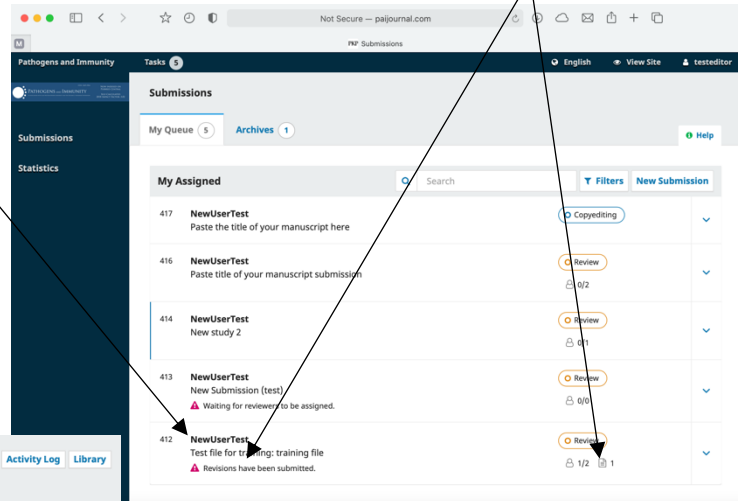 Not Secure — paijournal.com
M
PKP Submissions
Pathogens and Immunity Tasks 5 English View Site testeditor
PATHOGENS AND IMMUNITY
Submissions
My Queue 5 Archives 1 Help
Submissions
Statistics
My Assigned Search Filters New Submission
417 NewUserTest Copyediting
Paste the title of your manuscript here
416 NewUserTest Review
Paste title of your manuscript submission
0/2
414 NewUserTest Review
New study 2
0/1
413 NewUserTest Review
New Submission (test)
Waiting for reviewers to be assigned. 0/0
412 NewUserTest Review
Test file for training: training file
Revisions have been submitted. 1/2 1
Activity Log Library